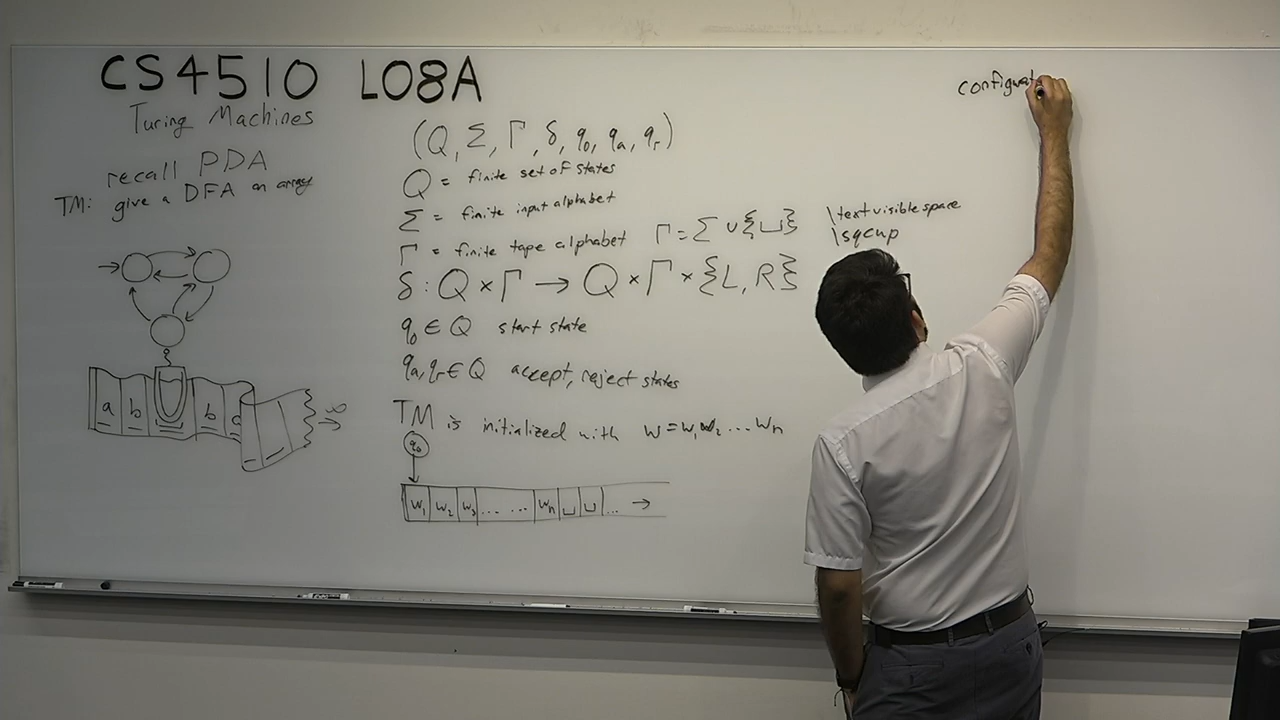 CS4510 L08A
Turing Machines
recall PDA
TM: give a DFA an array
a b b
∞
(Q, Σ, Γ, δ, q₀, qₐ, qᵣ)
Q = finite set of states
Σ = finite input alphabet
Γ = finite tape alphabet Γ = Σ ∪ {⊔}
\textvisiblespace
\sqcup
δ : Q × Γ → Q × Γ × {L, R}
q₀ ∈ Q start state
qₐ, qᵣ ∈ Q accept, reject states
TM is initialized with w = w₁w₂...wₙ
q₀
w₁ w₂ w₃ ... ... wₙ ⊔ ⊔ ... →
configurat